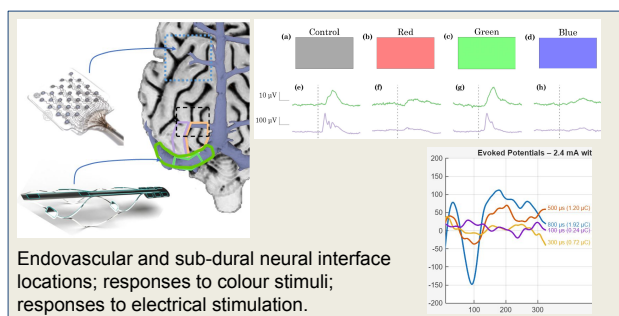 (a) Control (b) Red (c) Green (d) Blue
(e) (f) (g) (h)
10 µV
100 µV
Evoked Potentials – 2.4 mA wit
200
150
100
50
0
-50
-100
-150
-200
100 200 300
500 µs (1.20 µC)
800 µs (1.92 µC)
100 µs (0.24 µC)
300 µs (0.72 µC)
Endovascular and sub-dural neural interface
locations; responses to colour stimuli;
responses to electrical stimulation.